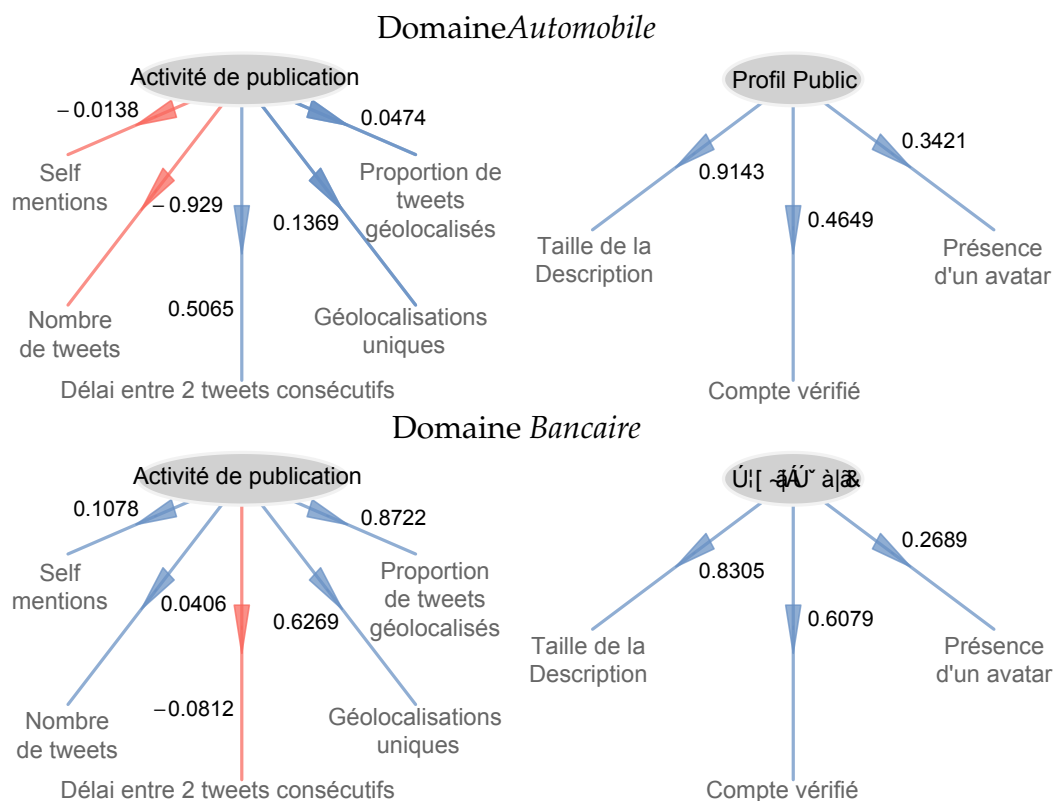 DomaineAutomobile
Activité de publication
− 0.0138
0.0474
Self
mentions
Proportion de
tweets
géolocalisés
− 0.929
0.1369
0.5065
Nombre
de tweets
Géolocalisations
uniques
Délai entre 2 tweets consécutifs
Profil Public
0.9143
0.3421
0.4649
Taille de la
Description
Présence
d'un avatar
Compte vérifié
Domaine Bancaire
Activité de publication
0.1078
0.8722
Self
mentions
Proportion
de tweets
géolocalisés
0.0406
0.6269
−0.0812
Nombre
de tweets
Géolocalisations
uniques
Délai entre 2 tweets consécutifs
0.8305
0.2689
0.6079
Taille de la
Description
Présence
d'un avatar
Compte vérifié